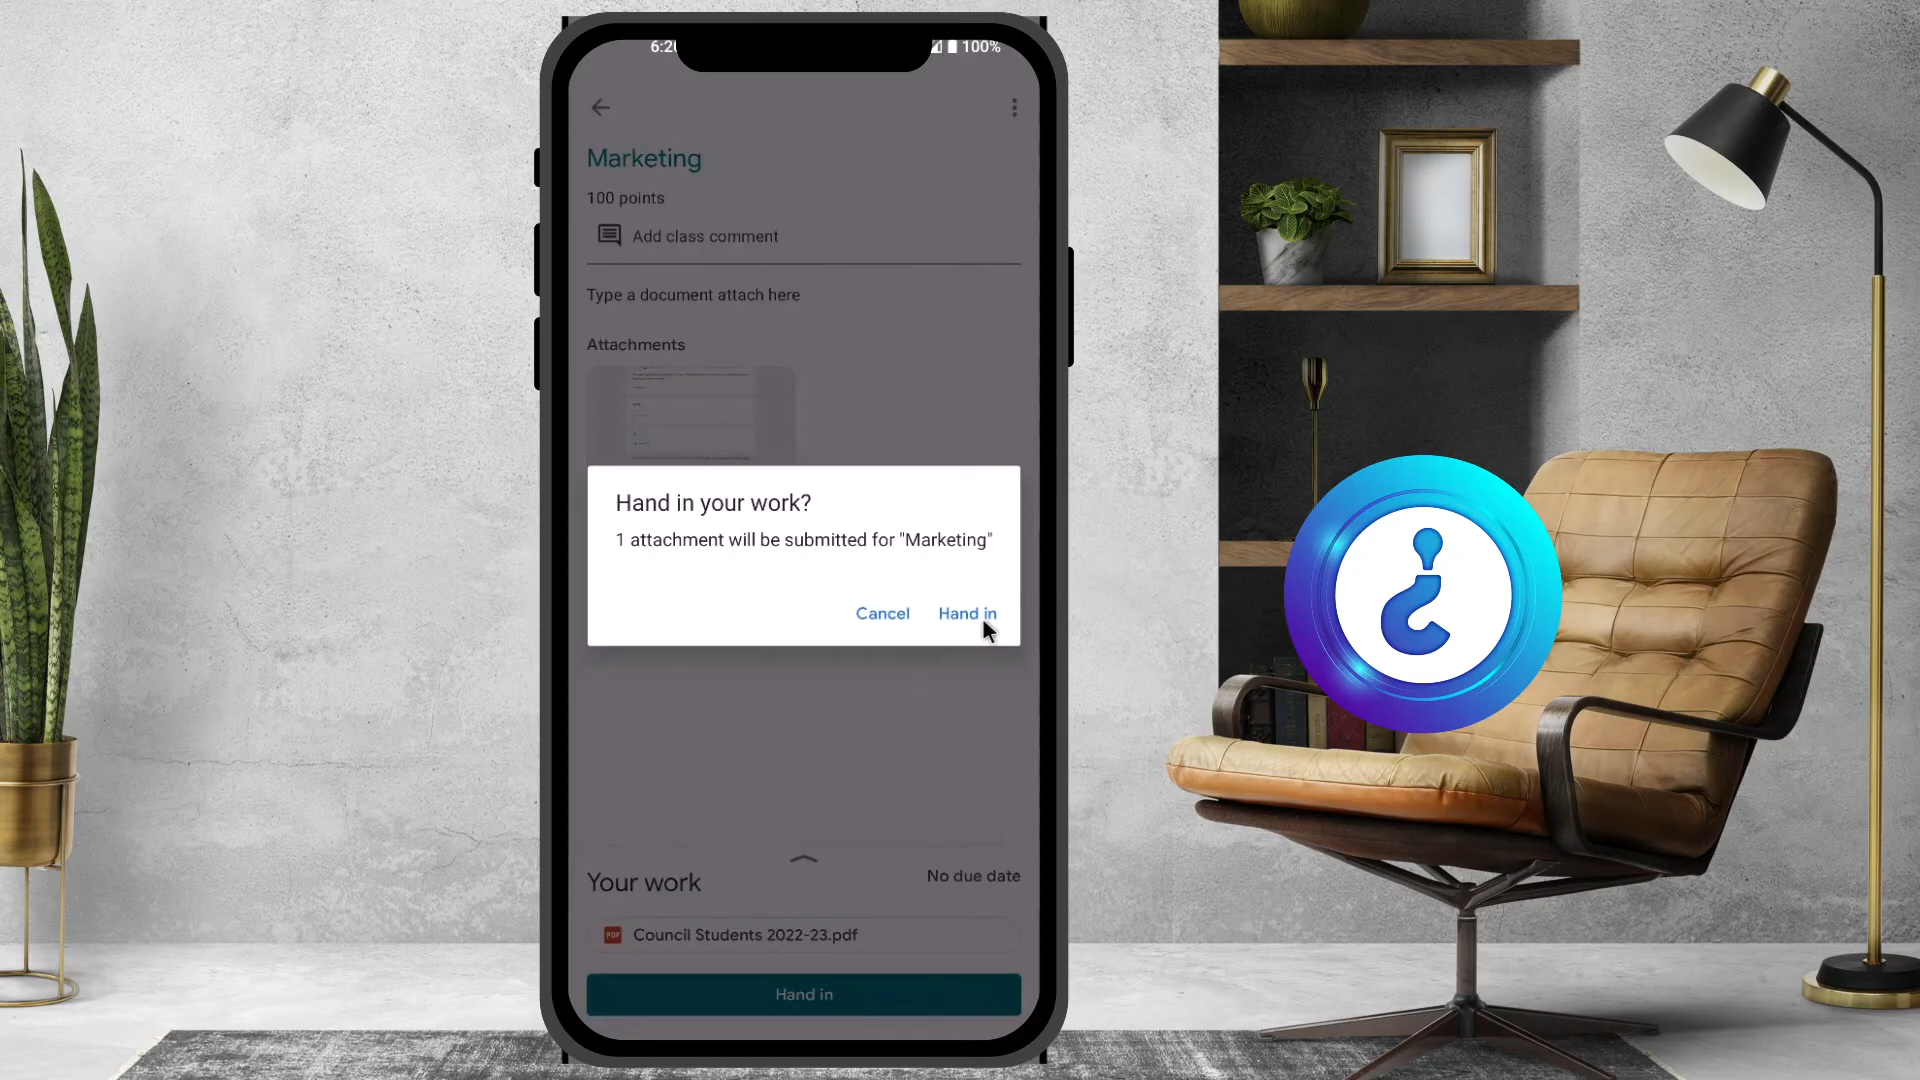 6:20
100%
Marketing
100 points
Add class comment
Type a document attach here
Attachments
Hand in your work?
1 attachment will be submitted for "Marketing"
Cancel
Hand in
Your work
No due date
PDF
Council Students 2022-23.pdf
Hand in